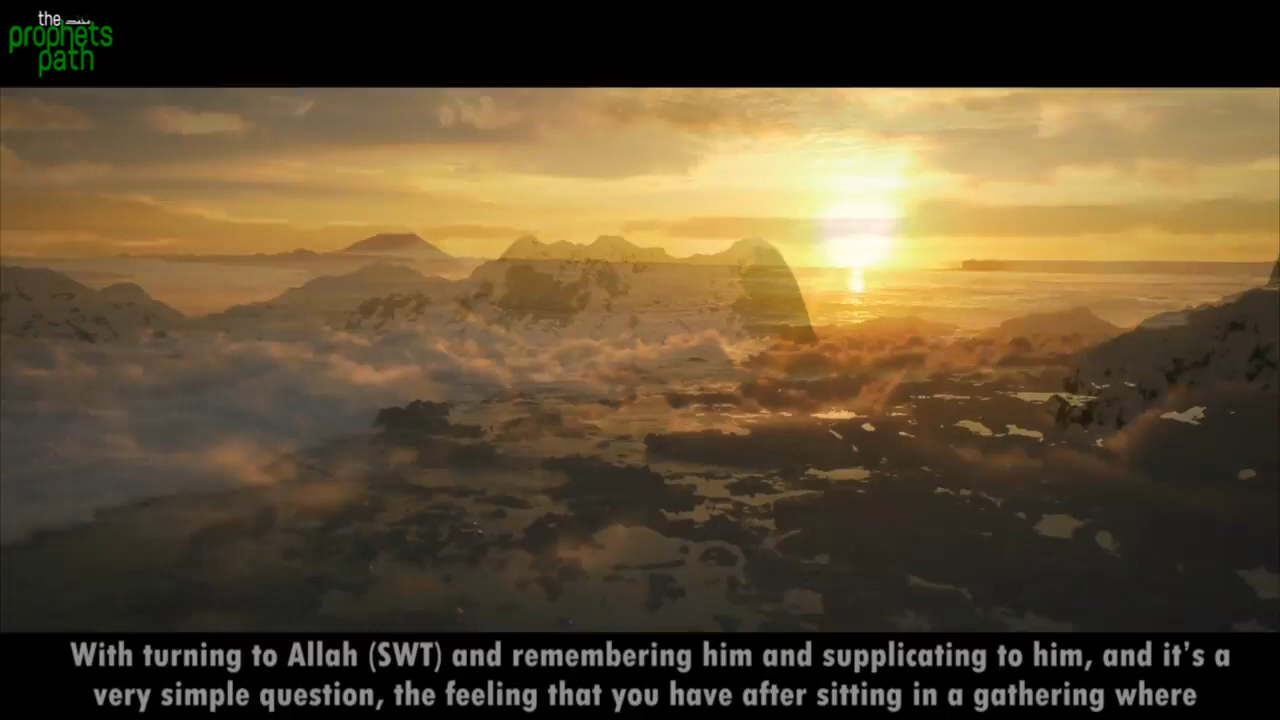 the
prophets
path
With turning to Allah (SWT) and remembering him and supplicating to him, and it's a
very simple question, the feeling that you have after sitting in a gathering where